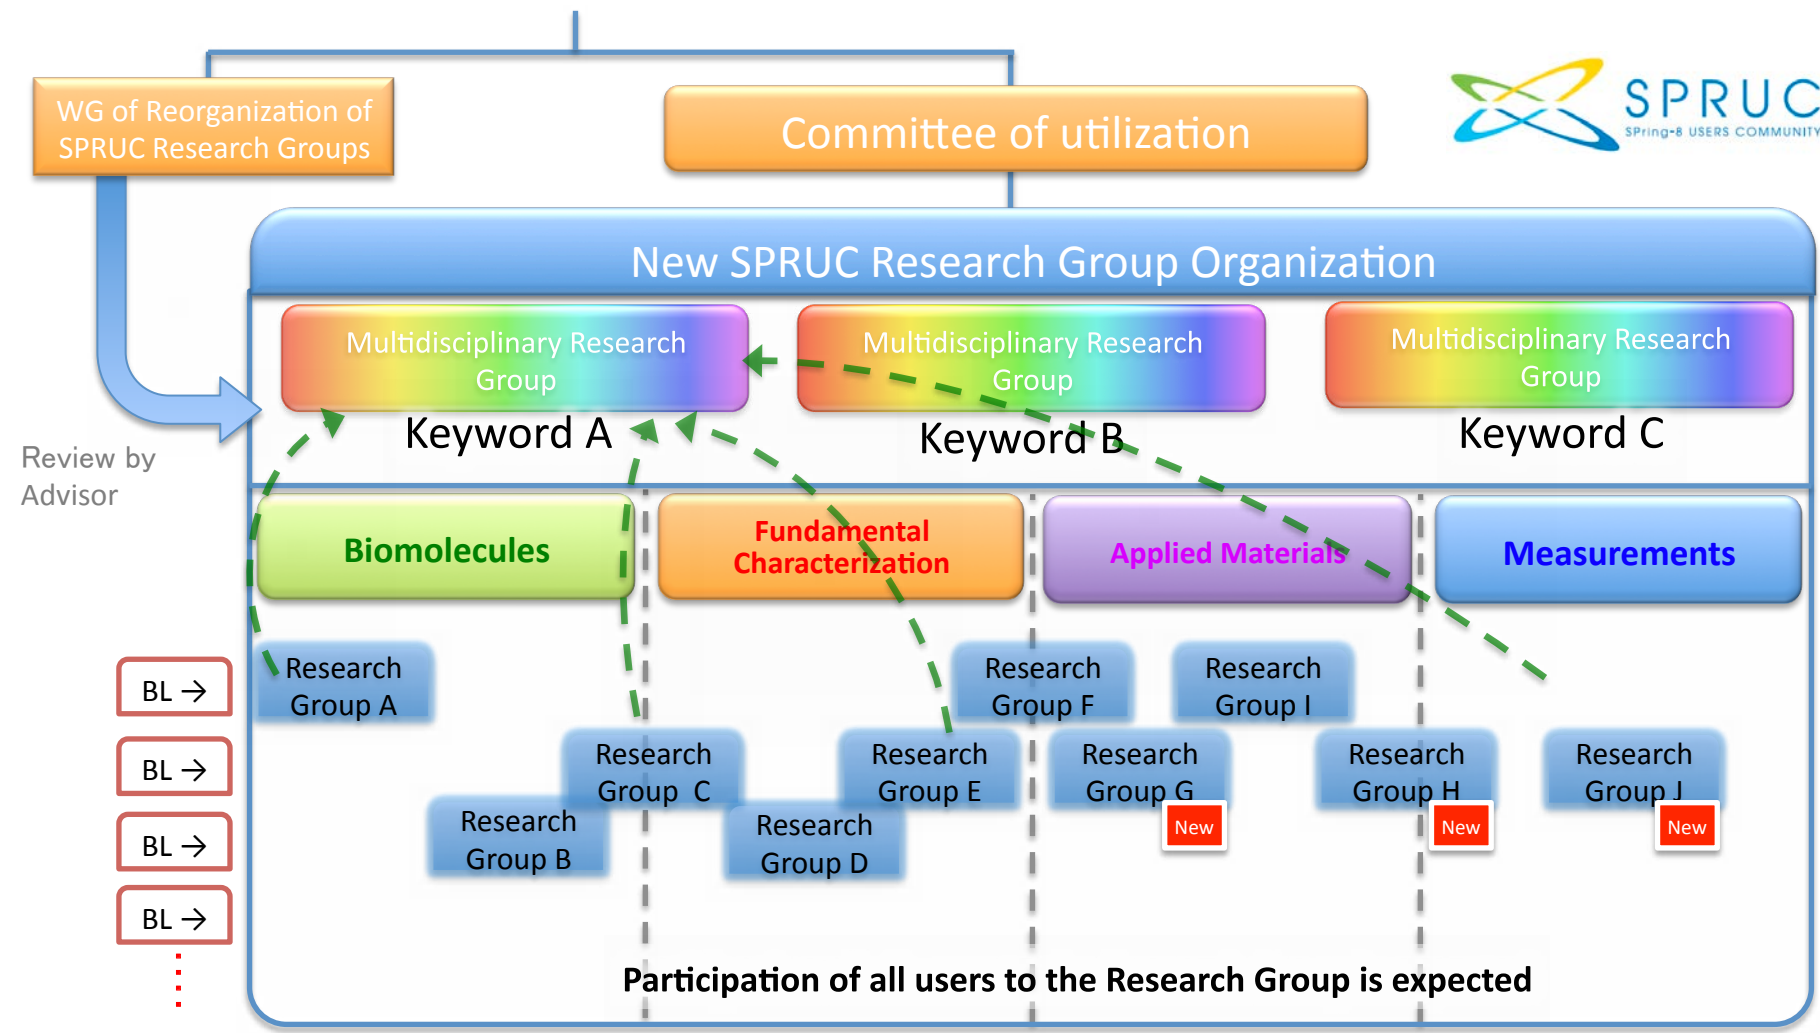 WG of Reorganization of
SPRUC Research Groups
Committee of utilization
SPRUC
SPring-8 USERS COMMUNITY
New SPRUC Research Group Organization
Multidisciplinary Research
Group
Keyword A
Multidisciplinary Research
Group
Keyword B
Multidisciplinary Research
Group
Keyword C
Review by
Advisor
Biomolecules
Fundamental
Characterization
Applied Materials
Measurements
BL →
BL →
BL →
BL →
Research
Group A
Research
Group B
Research
Group C
Research
Group D
Research
Group E
Research
Group F
Research
Group G
New
Research
Group I
Research
Group H
New
Research
Group J
New
Participation of all users to the Research Group is expected